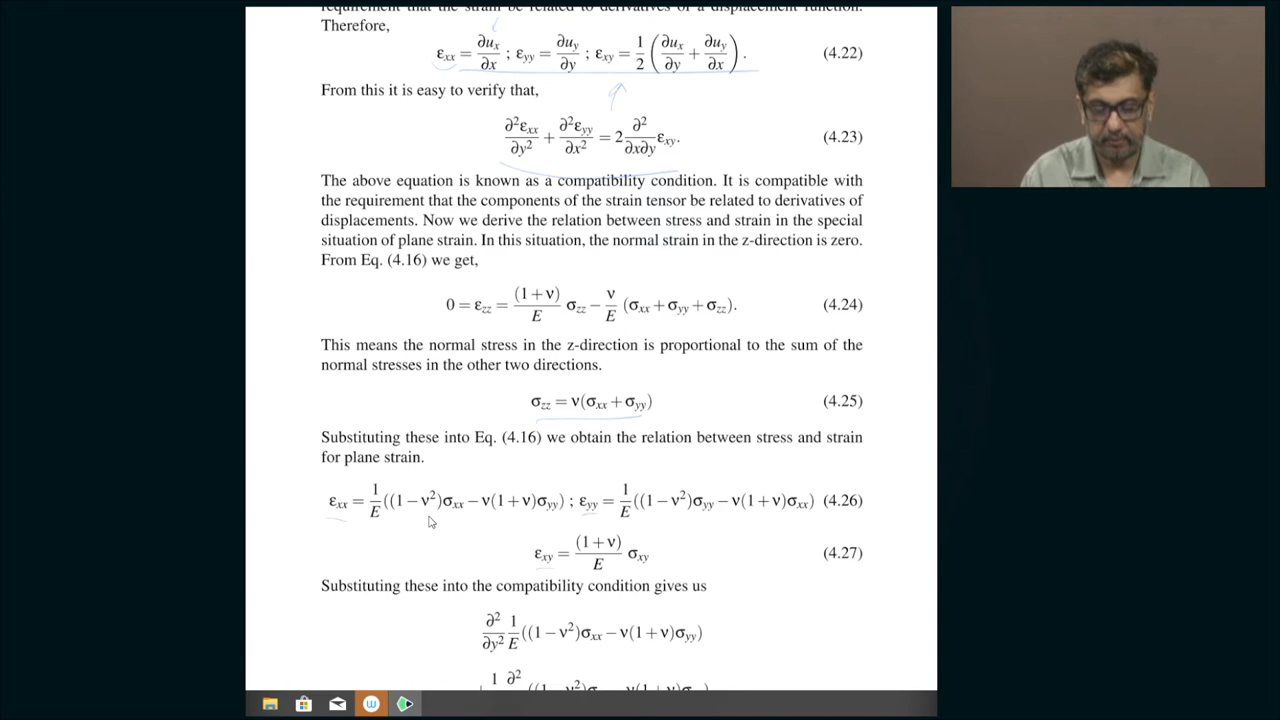 requirement that the strain be related to derivatives of a displacement function.
Therefore,
εxx = ∂ux/∂x ; εyy = ∂uy/∂y ; εxy = 1/2 (∂ux/∂y + ∂uy/∂x). (4.22)
From this it is easy to verify that,
∂²εxx/∂y² + ∂²εyy/∂x² = 2 ∂²/∂x∂y εxy. (4.23)
The above equation is known as a compatibility condition. It is compatible with
the requirement that the components of the strain tensor be related to derivatives of
displacements. Now we derive the relation between stress and strain in the special
situation of plane strain. In this situation, the normal strain in the z-direction is zero.
From Eq. (4.16) we get,
0 = εzz = (1+ν)/E σzz − ν/E (σxx + σyy + σzz). (4.24)
This means the normal stress in the z-direction is proportional to the sum of the
normal stresses in the other two directions.
σzz = ν(σxx + σyy) (4.25)
Substituting these into Eq. (4.16) we obtain the relation between stress and strain
for plane strain.
εxx = 1/E ((1−ν²)σxx − ν(1+ν)σyy) ; εyy = 1/E ((1−ν²)σyy − ν(1+ν)σxx) (4.26)
εxy = (1+ν)/E σxy (4.27)
Substituting these into the compatibility condition gives us
∂²/∂y² 1/E ((1−ν²)σxx − ν(1+ν)σyy)